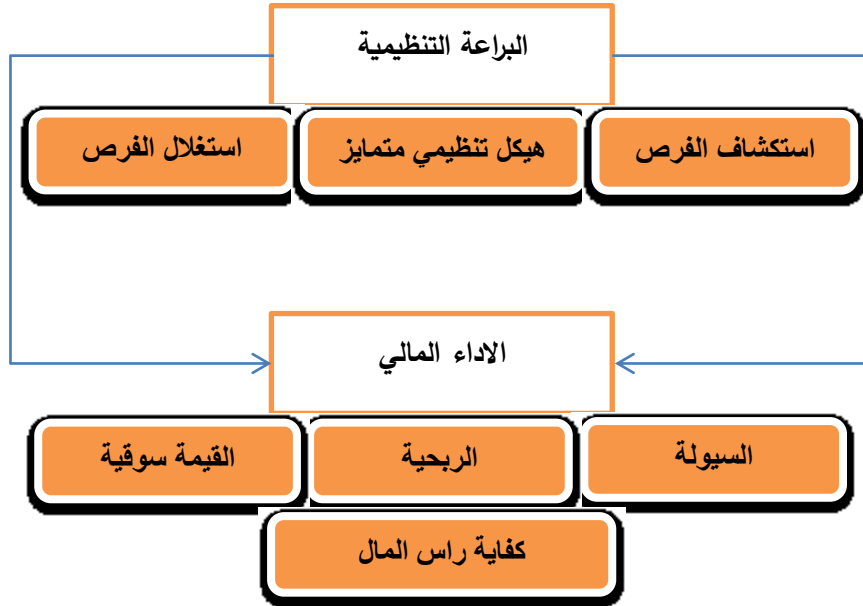 البراعة التنظيمية
استكشاف الفرص
هيكل تنظيمي متمايز
استغلال الفرص
الاداء المالي
السيولة
الربحية
القيمة سوقية
كفاية راس المال